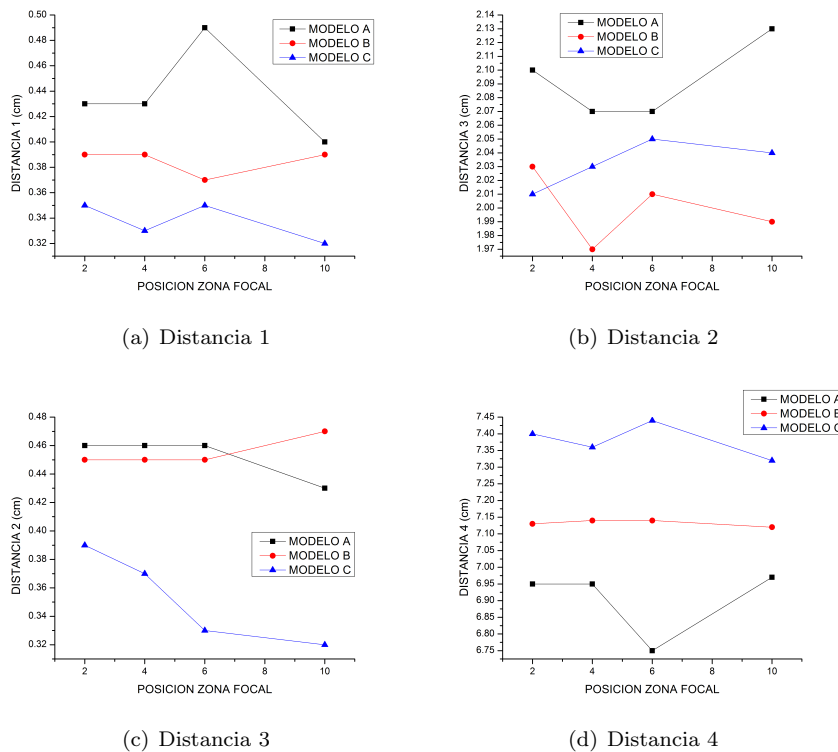 0.50
0.48
0.46
0.44
0.42
0.40
0.38
0.36
0.34
0.32
DISTANCIA 1 (cm)
MODELO A
MODELO B
MODELO C
2 4 6 8 10
POSICION ZONA FOCAL
(a) Distancia 1
2.14
2.13
2.11
2.10
2.08
2.07
2.05
2.04
2.03
2.01
2.00
1.99
1.98
1.97
DISTANCIA 3 (cm)
MODELO A
MODELO B
MODELO C
2 4 6 8 10
POSICION ZONA FOCAL
(b) Distancia 2
0.48
0.46
0.44
0.42
0.40
0.38
0.36
0.34
0.32
DISTANCIA 2 (cm)
MODELO A
MODELO B
MODELO C
2 4 6 8 10
POSICION ZONA FOCAL
(c) Distancia 3
7.45
7.40
7.35
7.30
7.25
7.20
7.15
7.10
7.05
7.00
6.95
6.90
6.85
6.80
6.75
DISTANCIA 4 (cm)
MODELO A
MODELO B
MODELO C
2 4 6 8 10
POSICION ZONA FOCAL
(d) Distancia 4